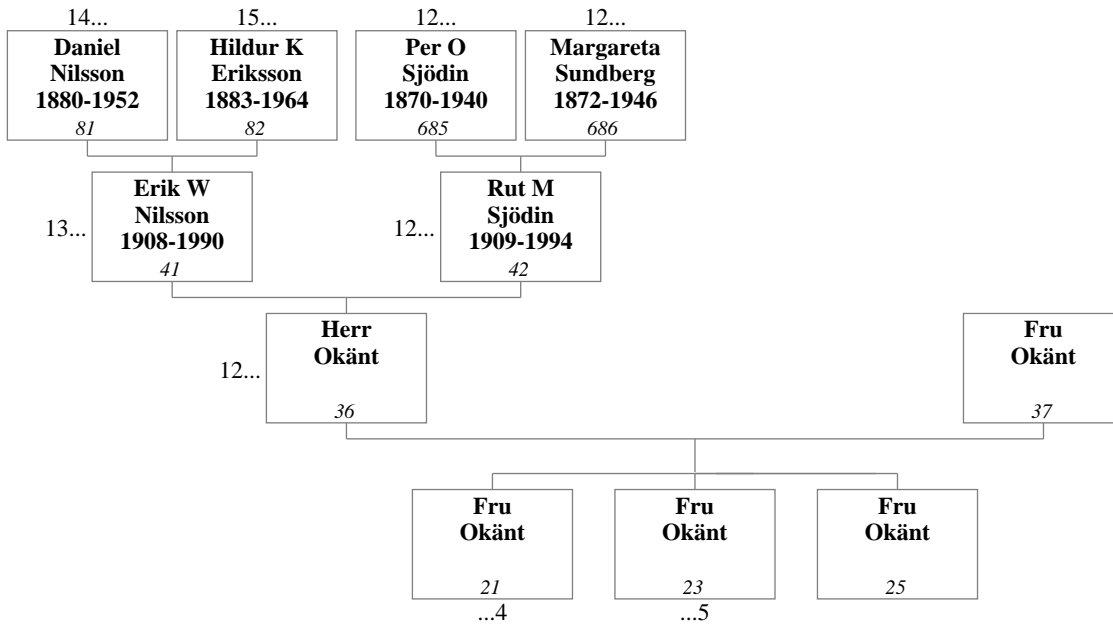 14...
15...
12...
12...
Daniel
Nilsson
1880-1952
81
Hildur K
Eriksson
1883-1964
82
Per O
Sjödin
1870-1940
685
Margareta
Sundberg
1872-1946
686
13...
Erik W
Nilsson
1908-1990
41
12...
Rut M
Sjödin
1909-1994
42
12...
Herr
Okänt
36
Fru
Okänt
37
Fru
Okänt
21
...4
Fru
Okänt
23
...5
Fru
Okänt
25